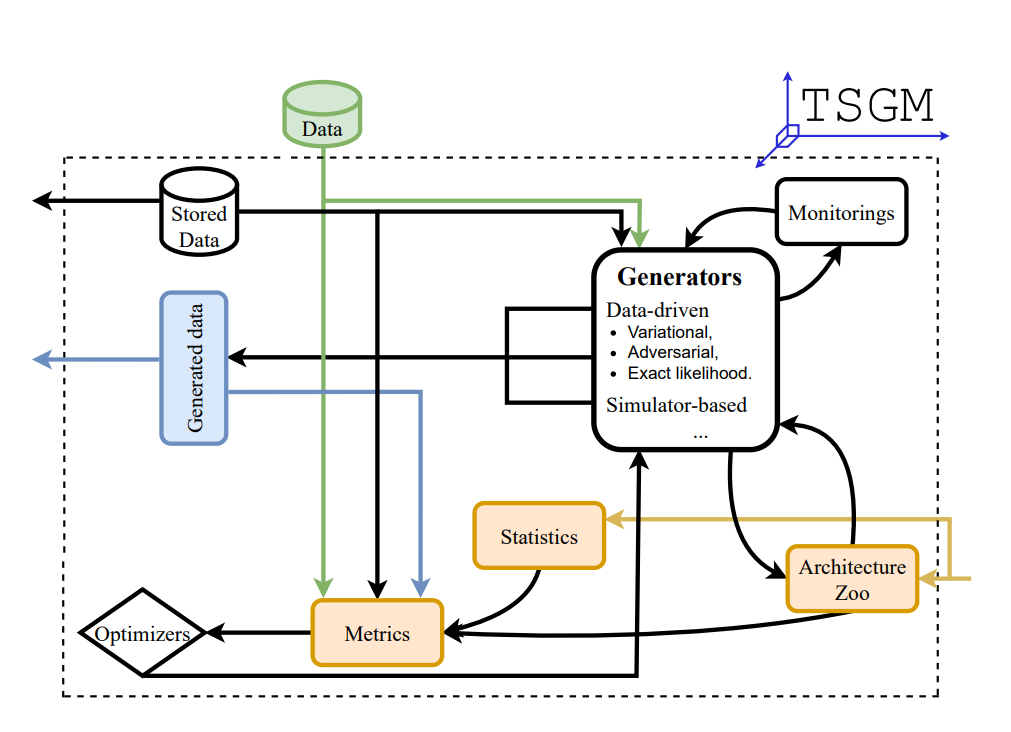 TSGM
Data
Stored
Data
Monitorings
Generators
Data-driven
• Variational,
• Adversarial,
• Exact likelihood.
Simulator-based
...
Generated data
Statistics
Architecture
Zoo
Optimizers
Metrics